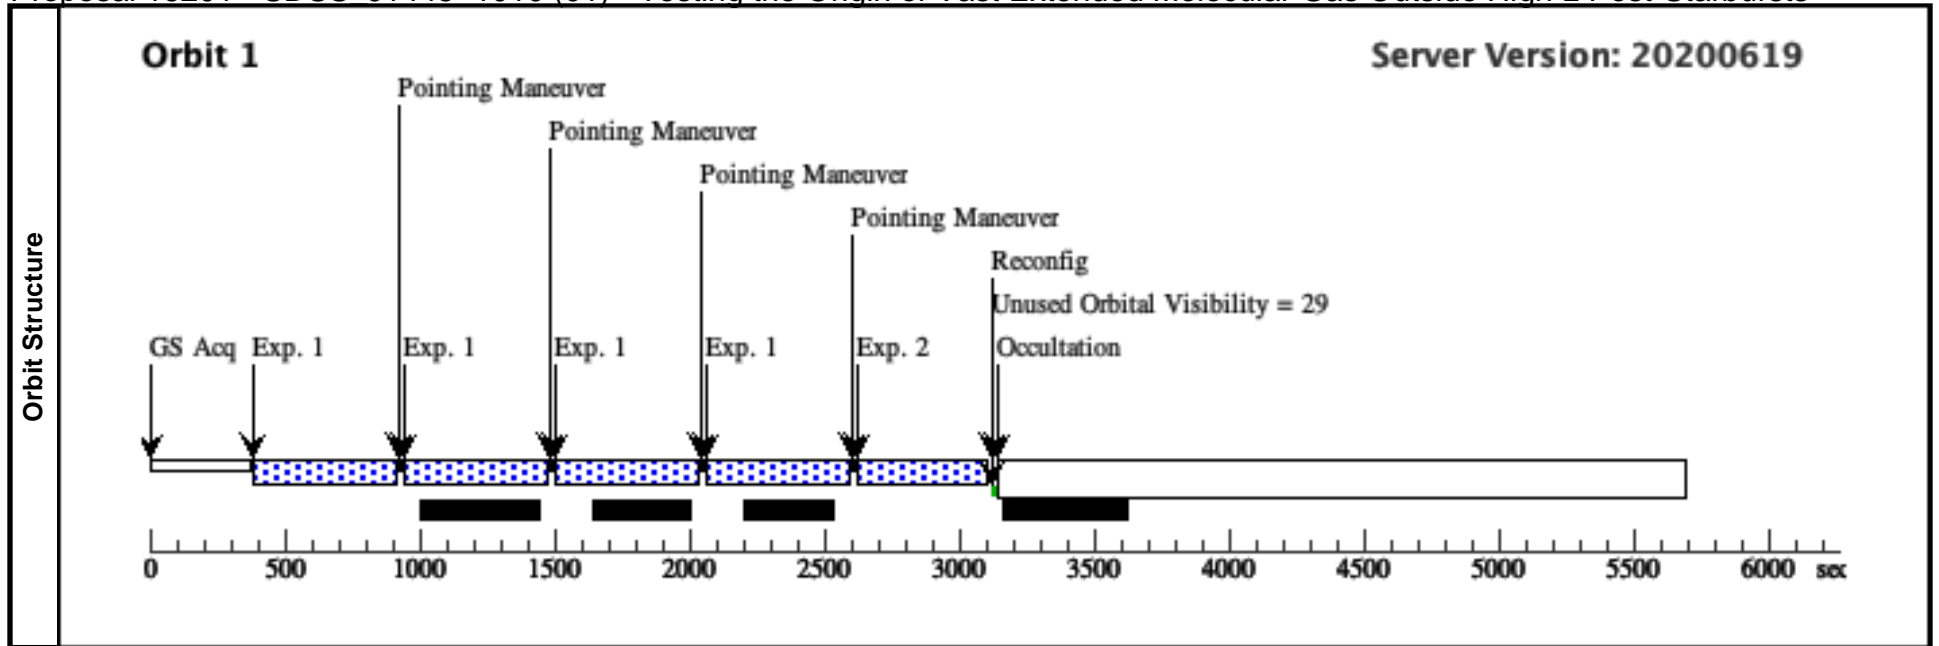 Orbit 1
Server Version: 20200619
Pointing Maneuver
Pointing Maneuver
Pointing Maneuver
Pointing Maneuver
Reconfig
Unused Orbital Visibility = 29
GS Acq Exp. 1 Exp. 1 Exp. 1 Exp. 1 Exp. 2 Occultation
Orbit Structure
0 500 1000 1500 2000 2500 3000 3500 4000 4500 5000 5500 6000 sec